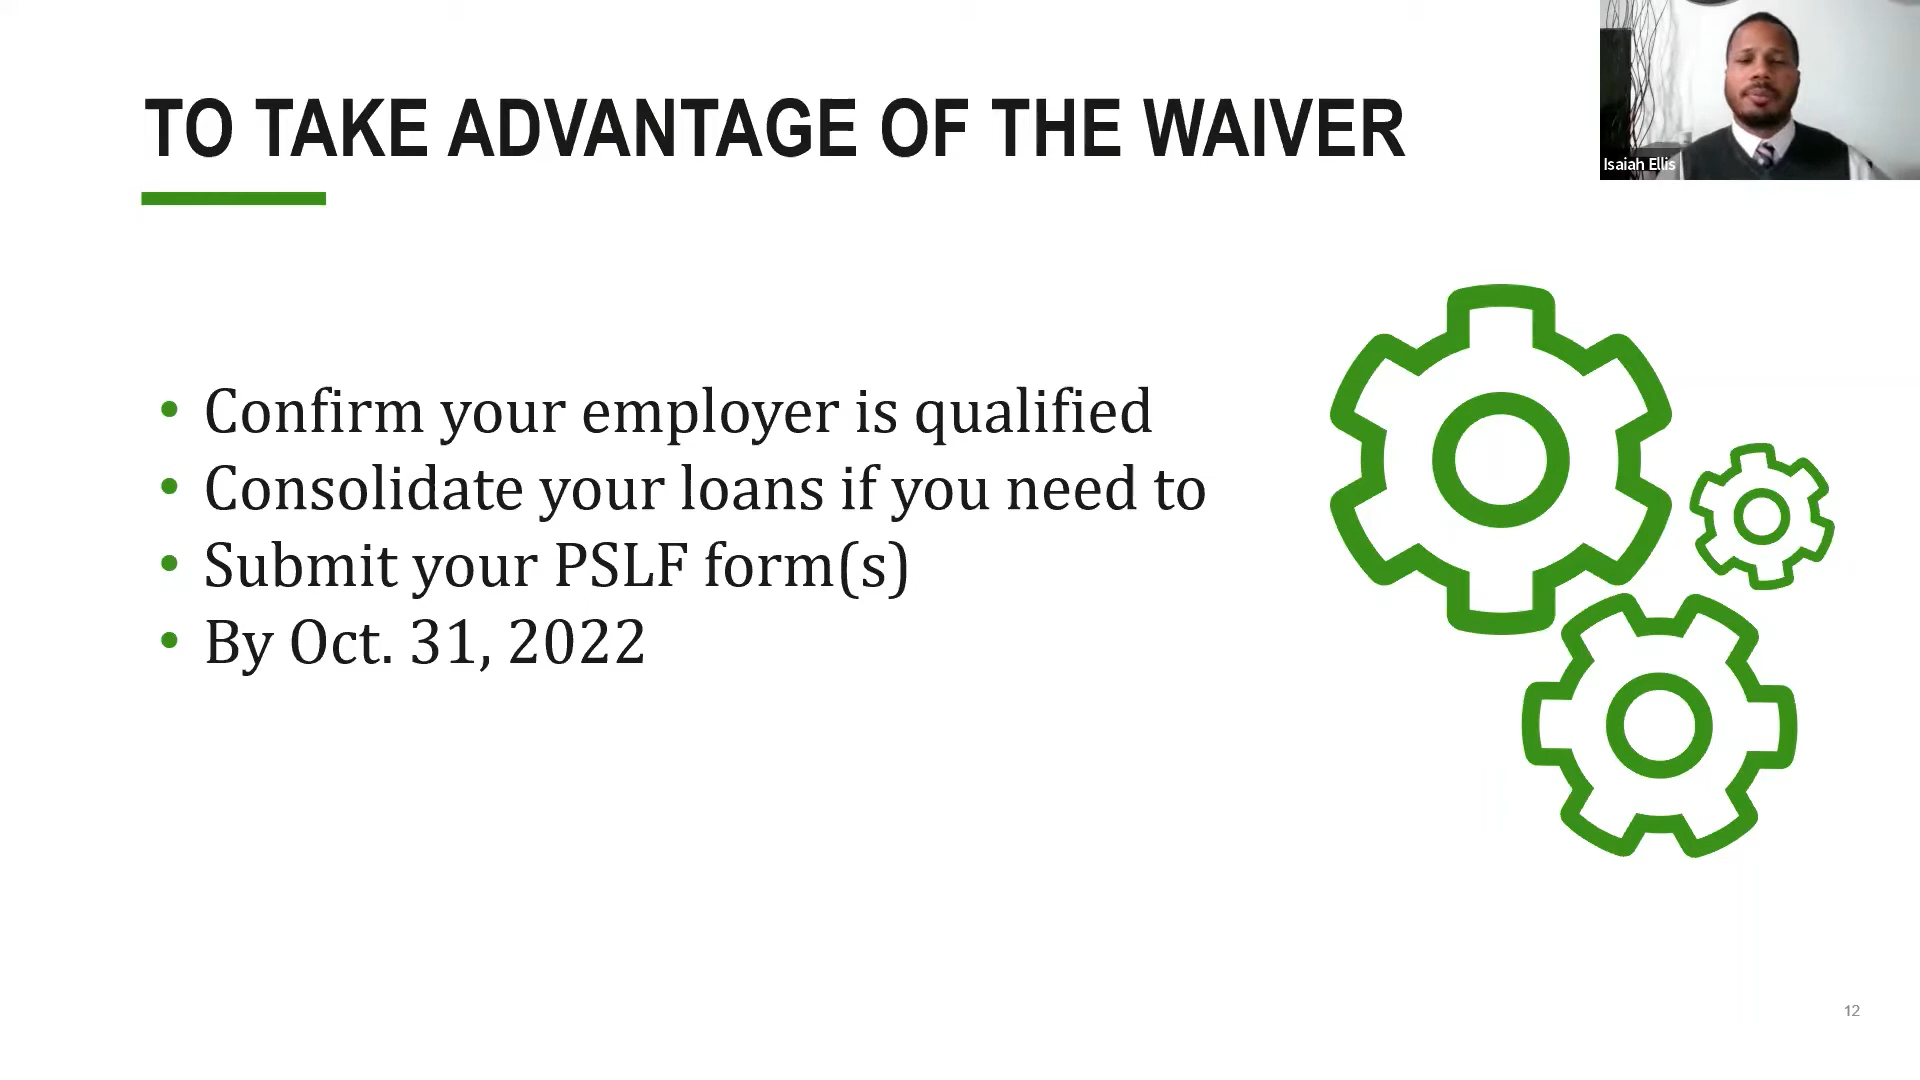 TO TAKE ADVANTAGE OF THE WAIVER
Isaiah Ellis
• Confirm your employer is qualified
• Consolidate your loans if you need to
• Submit your PSLF form(s)
• By Oct. 31, 2022
12